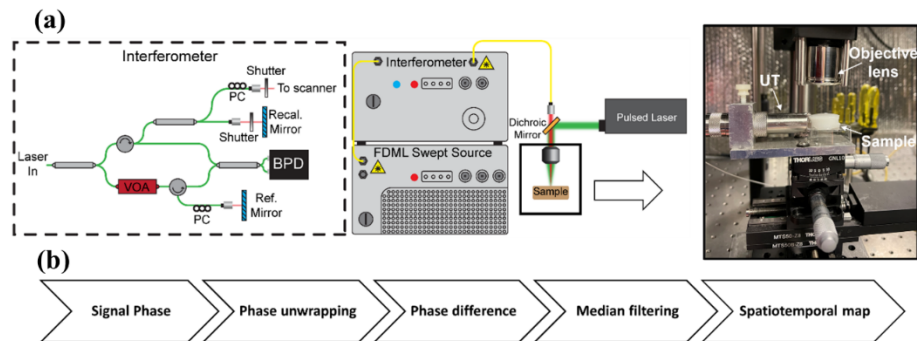 (a)
Interferometer
Shutter
To scanner
PC
Recal.
Mirror
Shutter
Laser
In
BPD
VOA
Ref.
Mirror
PC
Interferometer
Dichroic
Mirror
Pulsed Laser
FDML Swept Source
Sample
Objective
lens
UT
Sample
(b)
Signal Phase
Phase unwrapping
Phase difference
Median filtering
Spatiotemporal map